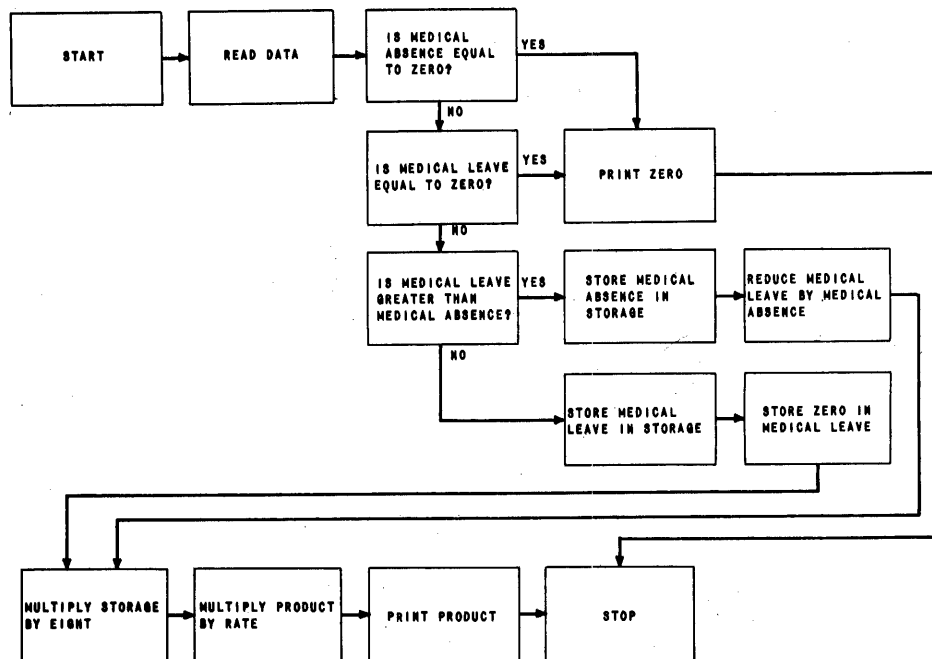 START
READ DATA
IS MEDICAL
ABSENCE EQUAL
TO ZERO?
YES
NO
IS MEDICAL LEAVE
EQUAL TO ZERO?
YES
PRINT ZERO
NO
IS MEDICAL LEAVE
GREATER THAN
MEDICAL ABSENCE?
YES
STORE MEDICAL
ABSENCE IN
STORAGE
REDUCE MEDICAL
LEAVE BY MEDICAL
ABSENCE
NO
STORE MEDICAL
LEAVE IN STORAGE
STORE ZERO IN
MEDICAL LEAVE
MULTIPLY STORAGE
BY EIGHT
MULTIPLY PRODUCT
BY RATE
PRINT PRODUCT
STOP